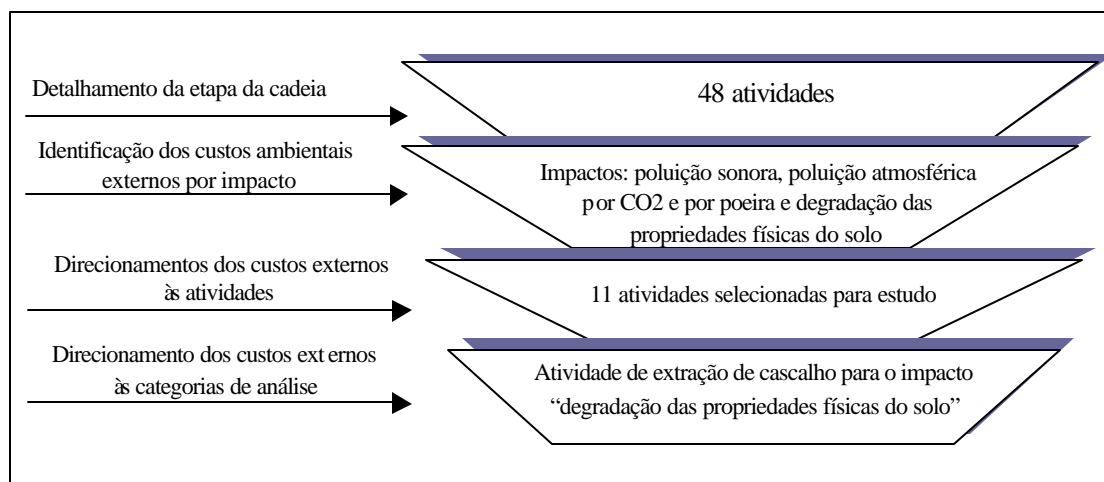 Detalhamento da etapa da cadeia
48 atividades
Identificação dos custos ambientais
externos por impacto
Impactos: poluição sonora, poluição atmosférica
por CO2 e por poeira e degradação das
propriedades físicas do solo
Direcionamentos dos custos externos
às atividades
11 atividades selecionadas para estudo
Direcionamento dos custos externos
às categorias de análise
Atividade de extração de cascalho para o impacto
“degradação das propriedades físicas do solo”